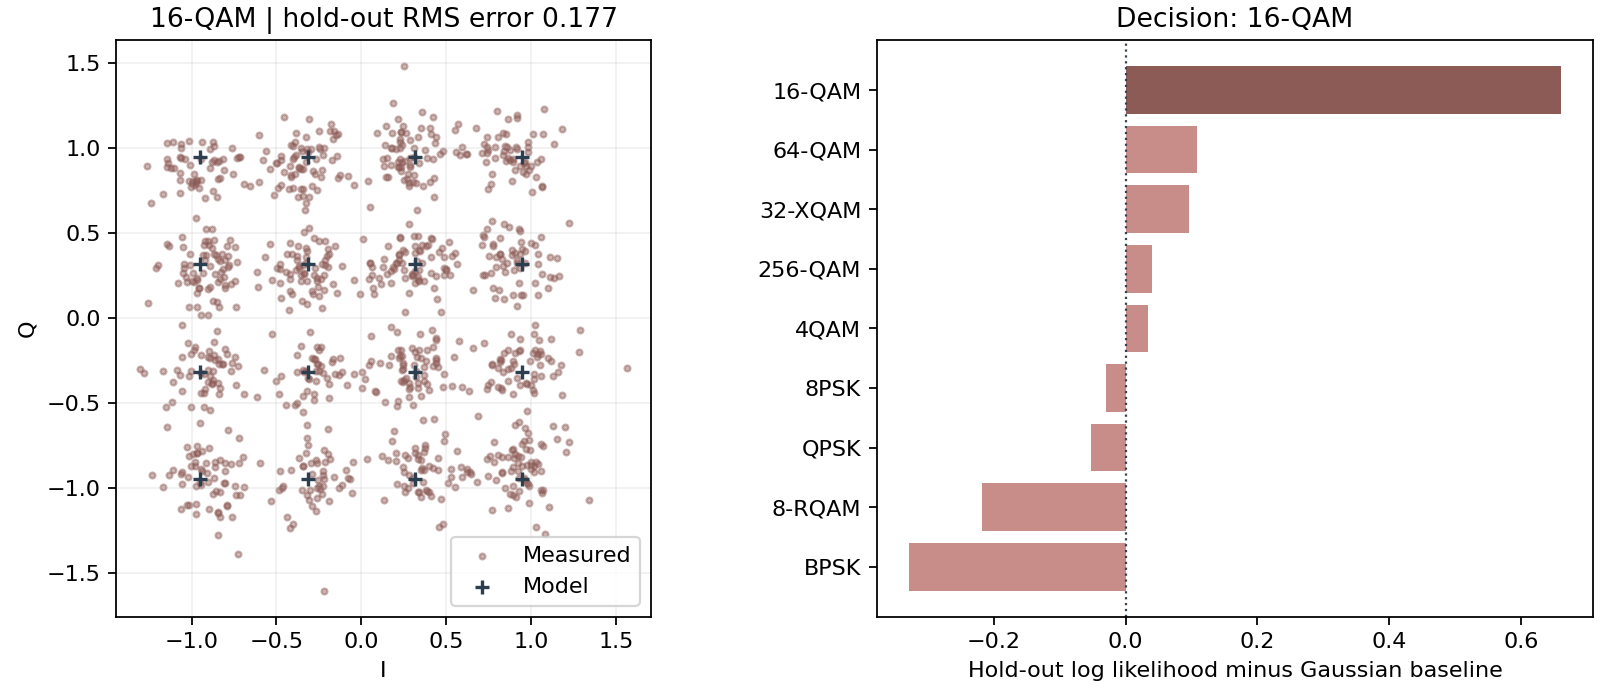 16-QAM | hold-out RMS error 0.177
1.5
1.0
0.5
0.0
−0.5
−1.0
−1.5
Q
−1.0
−0.5
0.0
0.5
1.0
1.5
I
Measured
Model
Decision: 16-QAM
16-QAM
64-QAM
32-XQAM
256-QAM
4QAM
8PSK
QPSK
8-RQAM
BPSK
−0.2
0.0
0.2
0.4
0.6
Hold-out log likelihood minus Gaussian baseline